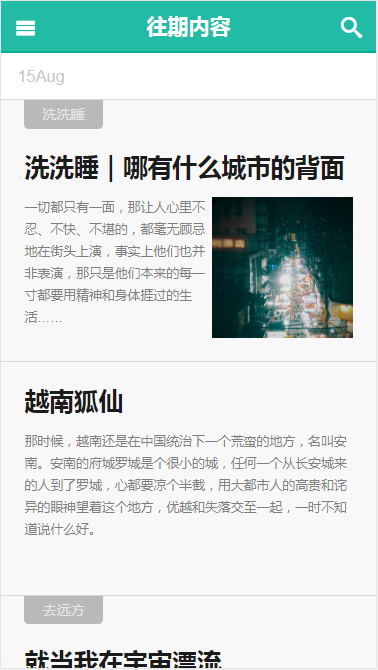 往期内容
15Aug
洗洗睡
洗洗睡｜哪有什么城市的背面
一切都只有一面，那让人心里不
忍、不快、不堪的，都毫无顾忌
地在街头上演，事实上他们也并
非表演，那只是他们本来的每一
寸都要用精神和身体捱过的生
活……
越南狐仙
那时候，越南还是在中国统治下一个荒蛮的地方，名叫安
南。安南的府城罗城是个很小的城，任何一个从长安城来
的人到了罗城，心都要凉个半截，用大都市人的高贵和诧
异的眼神望着这个地方，优越和失落交至一起，一时不知
道说什么好。
去远方
就当我在宇宙漂流